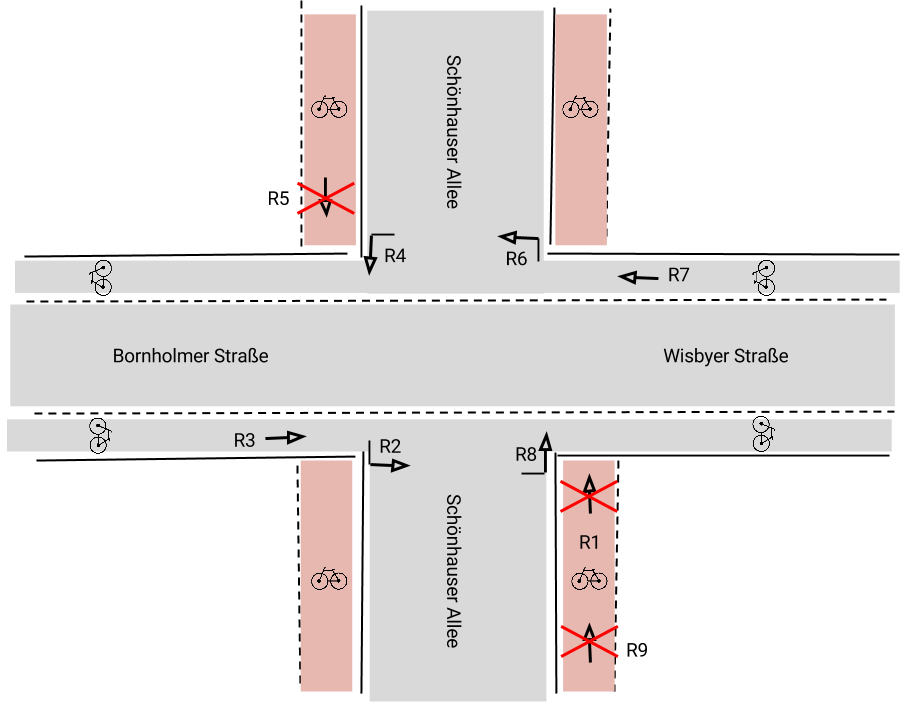 Schönhauser Allee
R5
R4
R6
R7
Bornholmer Straße
Wisbyer Straße
R3
R2
R8
Schönhauser Allee
R1
R9